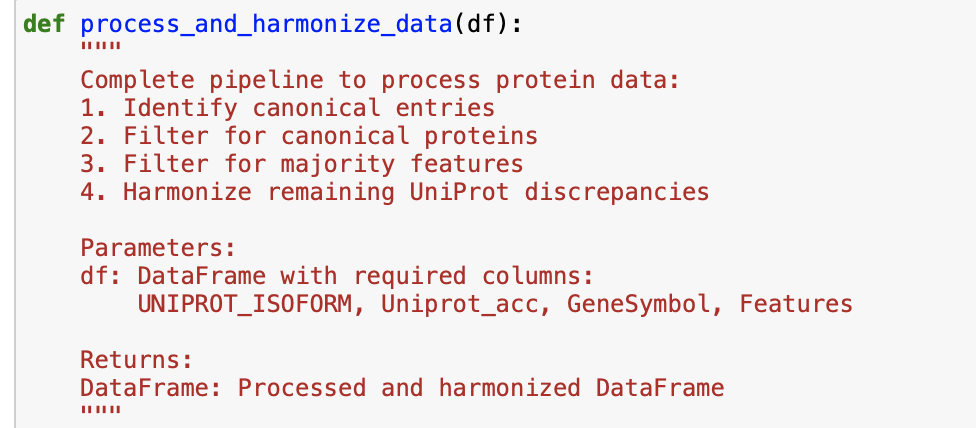 def process_and_harmonize_data(df):
    """
    Complete pipeline to process protein data:
    1. Identify canonical entries
    2. Filter for canonical proteins
    3. Filter for majority features
    4. Harmonize remaining UniProt discrepancies

    Parameters:
    df: DataFrame with required columns:
        UNIPROT_ISOFORM, Uniprot_acc, GeneSymbol, Features

    Returns:
    DataFrame: Processed and harmonized DataFrame
    """